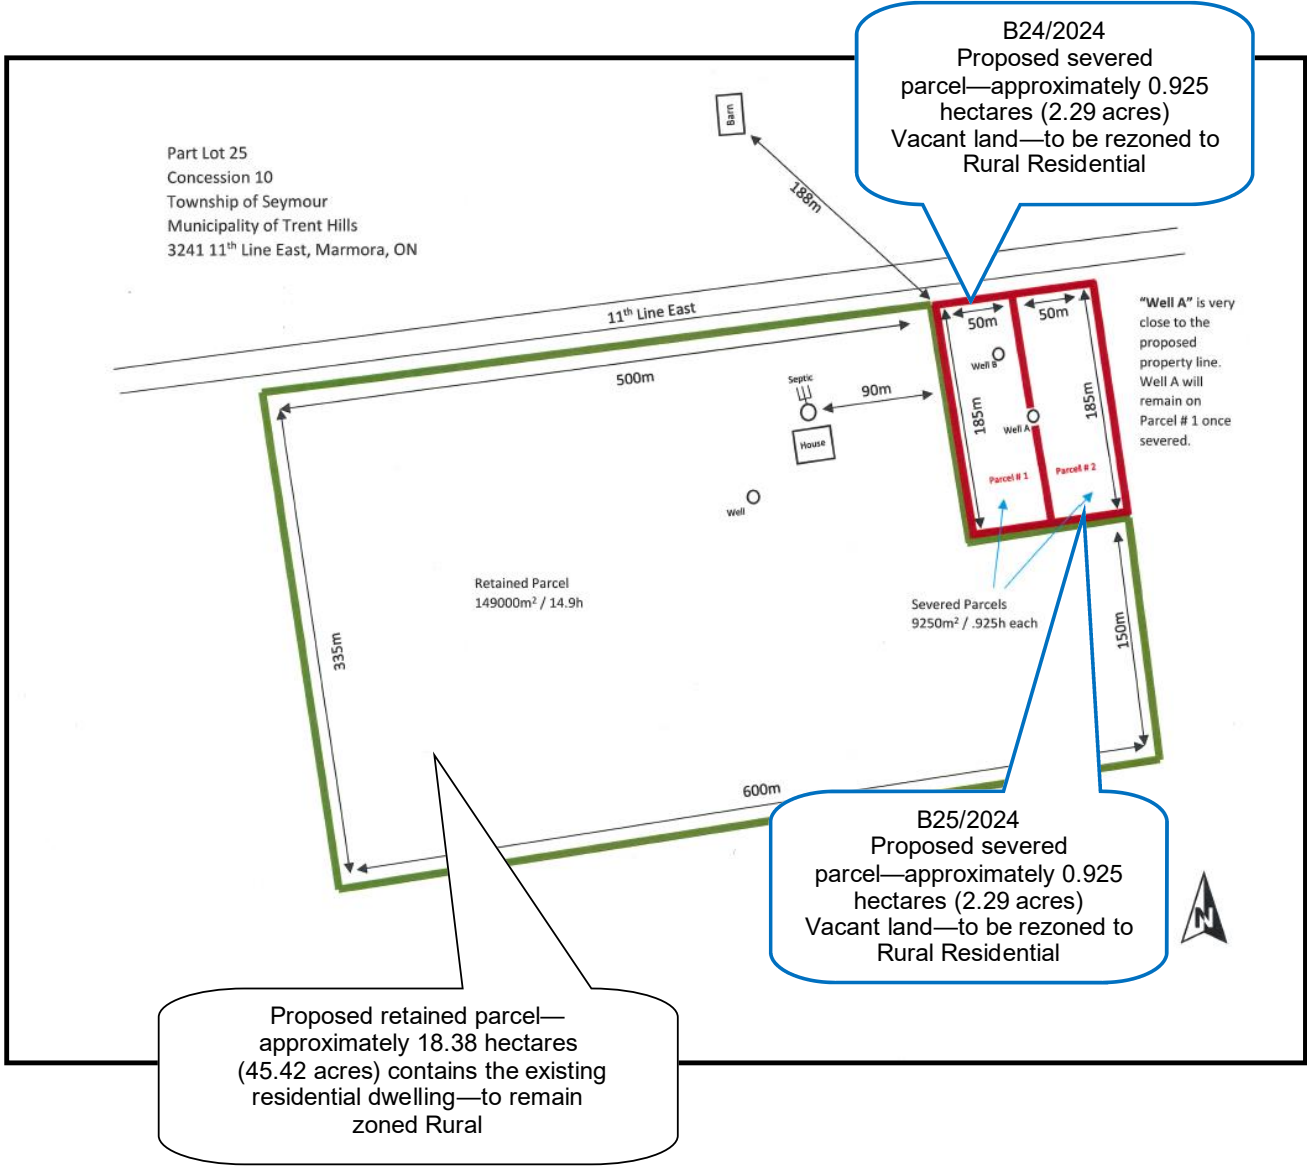 B24/2024
Proposed severed
parcel—approximately 0.925
hectares (2.29 acres)
Vacant land—to be rezoned to
Rural Residential
Barn
188m
Part Lot 25
Concession 10
Township of Seymour
Municipality of Trent Hills
3241 11th Line East, Marmora, ON
11th Line East
500m
50m
50m
"Well A" is very
close to the
proposed
property line.
Well A will
remain on
Parcel # 1 once
severed.
Well B
Septic
90m
185m
185m
Well A
House
Parcel # 1
Parcel # 2
Well
Retained Parcel
149000m² / 14.9h
Severed Parcels
9250m² / .925h each
335m
150m
600m
B25/2024
Proposed severed
parcel—approximately 0.925
hectares (2.29 acres)
Vacant land—to be rezoned to
Rural Residential
N
Proposed retained parcel—
approximately 18.38 hectares
(45.42 acres) contains the existing
residential dwelling—to remain
zoned Rural